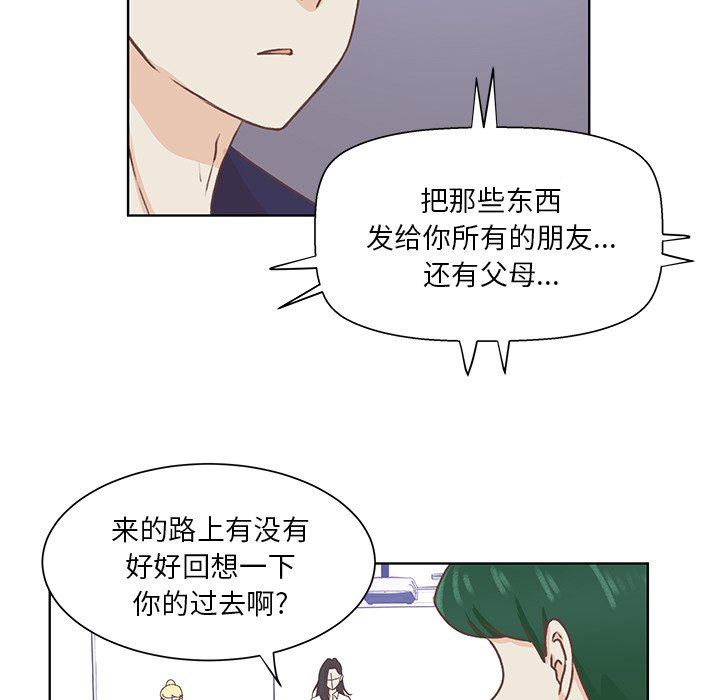 把那些东西
发给你所有的朋友...
还有父母...
来的路上有没有
好好回想一下
你的过去啊?